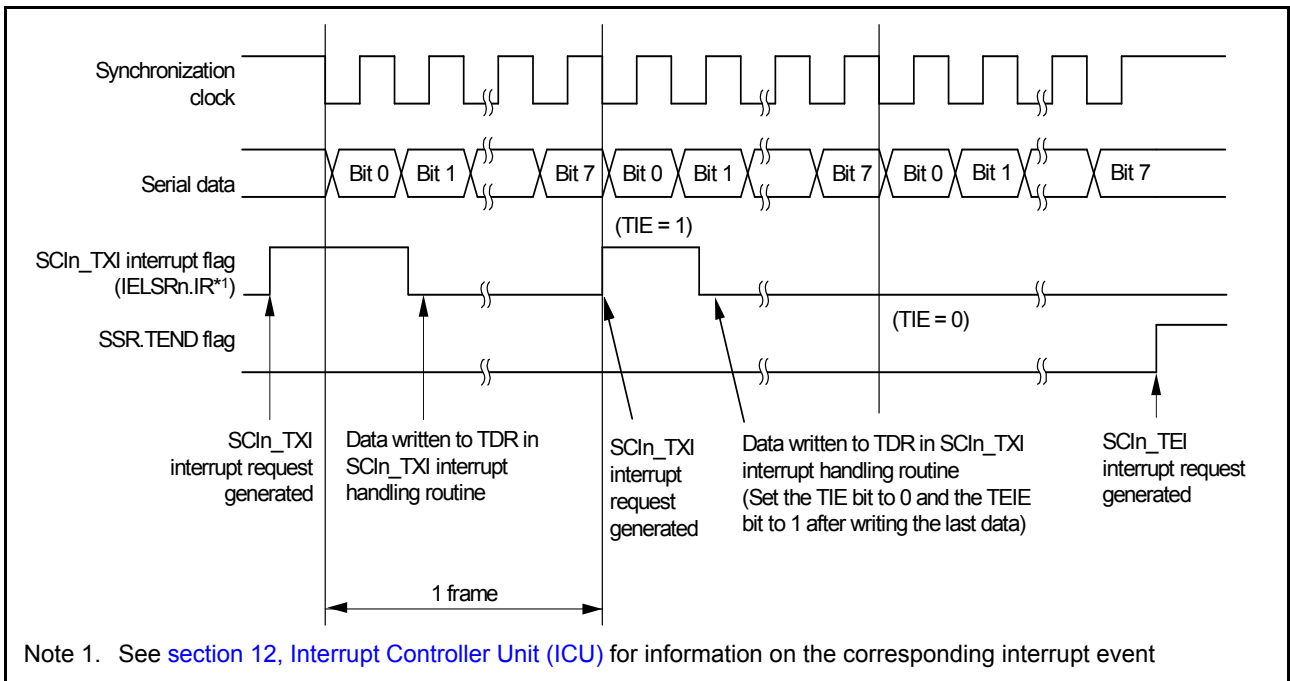 Synchronization
clock
Serial data
Bit 0 Bit 1 Bit 7 Bit 0 Bit 1 Bit 7 Bit 0 Bit 1 Bit 7
(TIE = 1)
SCIn_TXI interrupt flag
(IELSRn.IR*1)
(TIE = 0)
SSR.TEND flag
SCIn_TXI
interrupt request
generated
Data written to TDR in
SCIn_TXI interrupt
handling routine
SCIn_TXI
interrupt
request
generated
Data written to TDR in SCIn_TXI
interrupt handling routine
(Set the TIE bit to 0 and the TEIE
bit to 1 after writing the last data)
SCIn_TEI
interrupt request
generated
1 frame
Note 1. See section 12, Interrupt Controller Unit (ICU) for information on the corresponding interrupt event